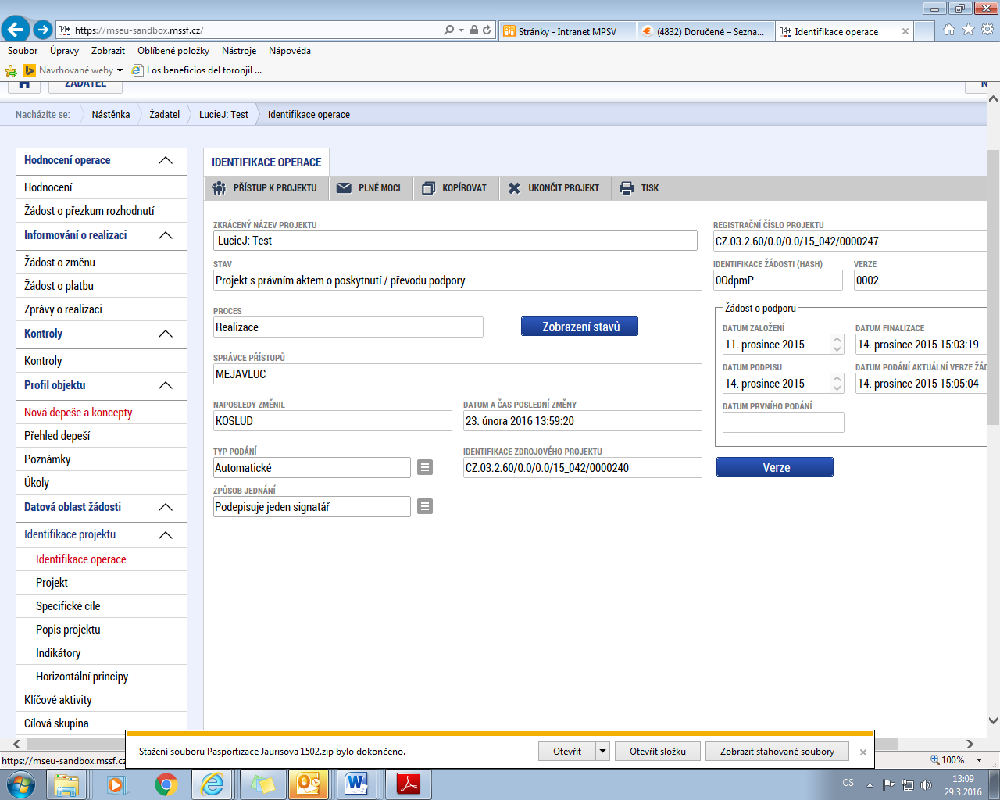 https://mseu-sandbox.mssf.cz/
Stránky - Intranet MPSV
(4832) Doručené – Sezna...
14+ Identifikace operace
Soubor Úpravy Zobrazit Oblíbené položky Nástroje Nápověda
Navrhované weby
Los beneficios del toronjil ...
ŽADATEL
Nacházíte se: Nástěnka Žadatel LucieJ: Test Identifikace operace
Hodnocení operace
Hodnocení
Žádost o přezkum rozhodnutí
Informování o realizaci
Žádost o změnu
Žádost o platbu
Zprávy o realizaci
Kontroly
Kontroly
Profil objektu
Nová depeše a koncepty
Přehled depeší
Poznámky
Úkoly
Datová oblast žádosti
Identifikace projektu
Identifikace operace
Projekt
Specifické cíle
Popis projektu
Indikátory
Horizontální principy
Klíčové aktivity
Cílová skupina
IDENTIFIKACE OPERACE
PŘÍSTUP K PROJEKTU PLNÉ MOCI KOPÍROVAT UKONČIT PROJEKT TISK
ZKRÁCENÝ NÁZEV PROJEKTU
LucieJ: Test
REGISTRAČNÍ ČÍSLO PROJEKTU
CZ.03.2.60/0.0/0.0/15_042/0000247
STAV
Projekt s právním aktem o poskytnutí / převodu podpory
IDENTIFIKACE ŽÁDOSTI (HASH) VERZE
0OdpmP 0002
PROCES
Realizace
Zobrazení stavů
SPRÁVCE PŘÍSTUPŮ
MEJAVLUC
NAPOSLEDY ZMĚNIL
KOSLUD
DATUM A ČAS POSLEDNÍ ZMĚNY
23. února 2016 13:59:20
TYP PODÁNÍ
Automatické
IDENTIFIKACE ZDROJOVÉHO PROJEKTU
CZ.03.2.60/0.0/0.0/15_042/0000240
ZPŮSOB JEDNÁNÍ
Podepisuje jeden signatář
Žádost o podporu
DATUM ZALOŽENÍ DATUM FINALIZACE
11. prosince 2015 14. prosince 2015 15:03:19
DATUM PODPISU DATUM PODÁNÍ AKTUÁLNÍ VERZE ŽÁD
14. prosince 2015 14. prosince 2015 15:05:04
DATUM PRVNÍHO PODÁNÍ
Verze
Stažení souboru Pasportizace Jaurisova 1502.zip bylo dokončeno.
Otevřít Otevřít složku Zobrazit stahované soubory
https://mseu-sandbox.mssf.cz
100%
CS
13:09
29.3.2016